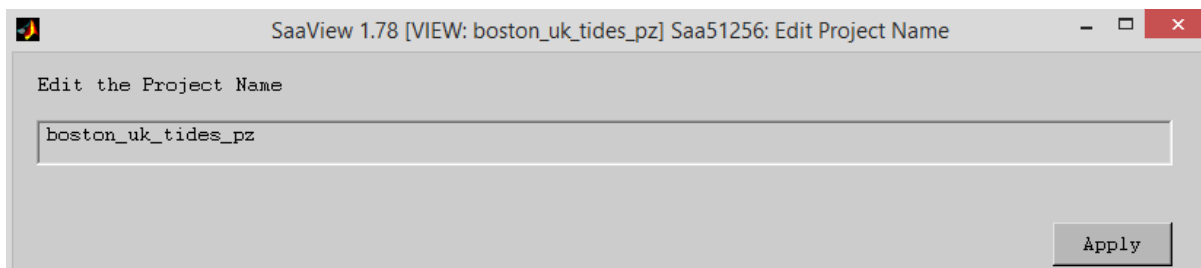 SaaView 1.78 [VIEW: boston_uk_tides_pz] Saa51256: Edit Project Name
Edit the Project Name
boston_uk_tides_pz
Apply